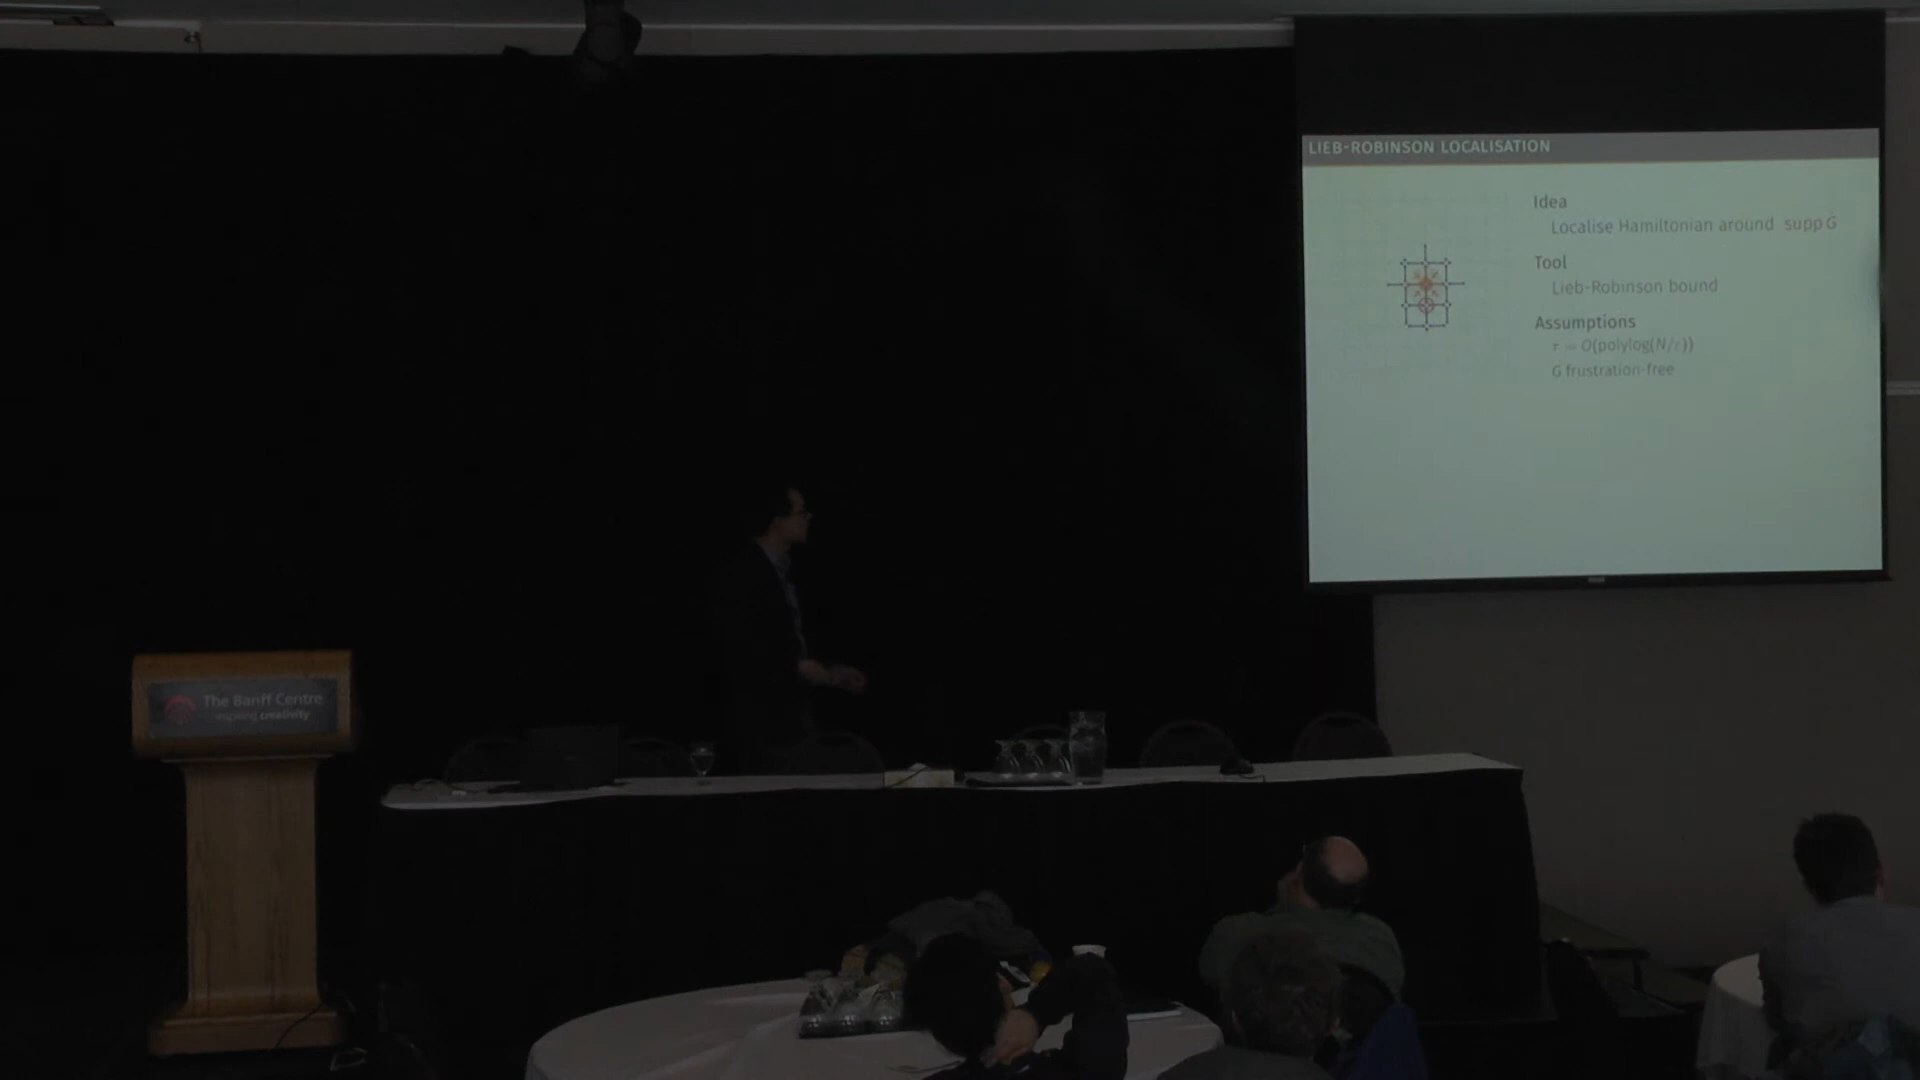 LIEB-ROBINSON LOCALISATION
Idea
Localise Hamiltonian around supp G
Tool
Lieb-Robinson bound
Assumptions
τ = O(polylog(N/ε))
G frustration-free
The Banff Centre
inspiring creativity